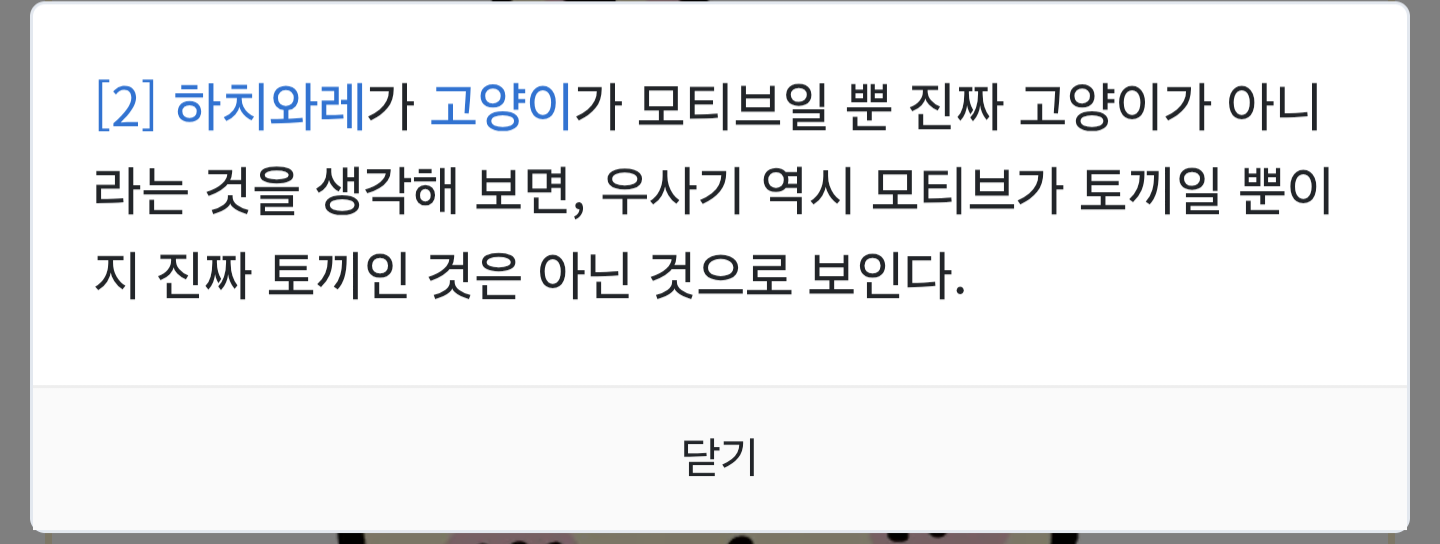 [2] 하치와레가 고양이가 모티브일 뿐 진짜 고양이가 아니
라는 것을 생각해 보면, 우사기 역시 모티브가 토끼일 뿐이
지 진짜 토끼인 것은 아닌 것으로 보인다.
닫기